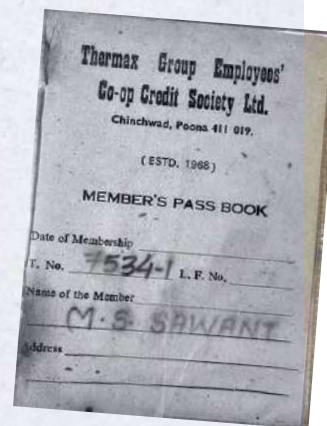 Thermax Group Employees'
Co-op Credit Society Ltd.
Chinchwad, Poona 411 019.
(ESTD. 1968)
MEMBER'S PASS BOOK
Date of Membership
T. No. 7534-1 L. F. No.
Name of the Member
M. S. SAWANT
Address